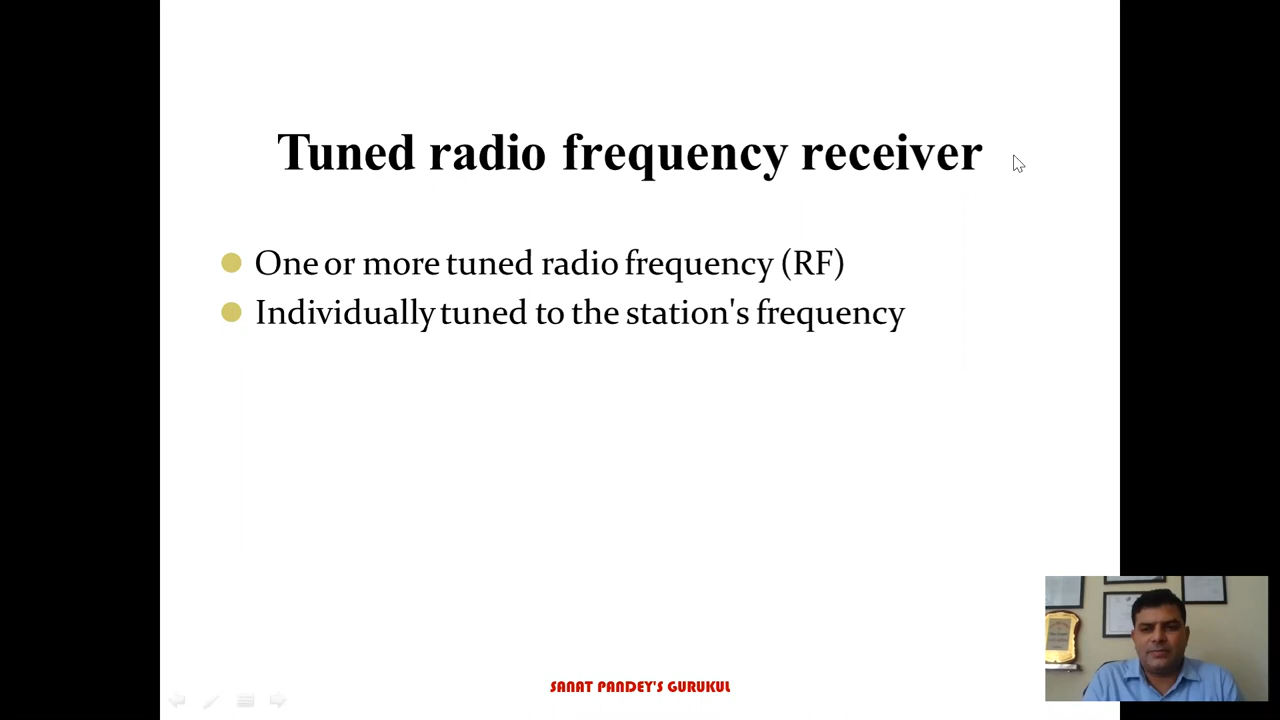 Tuned radio frequency receiver
One or more tuned radio frequency (RF)
Individually tuned to the station's frequency
SANAT PANDEY'S GURUKUL